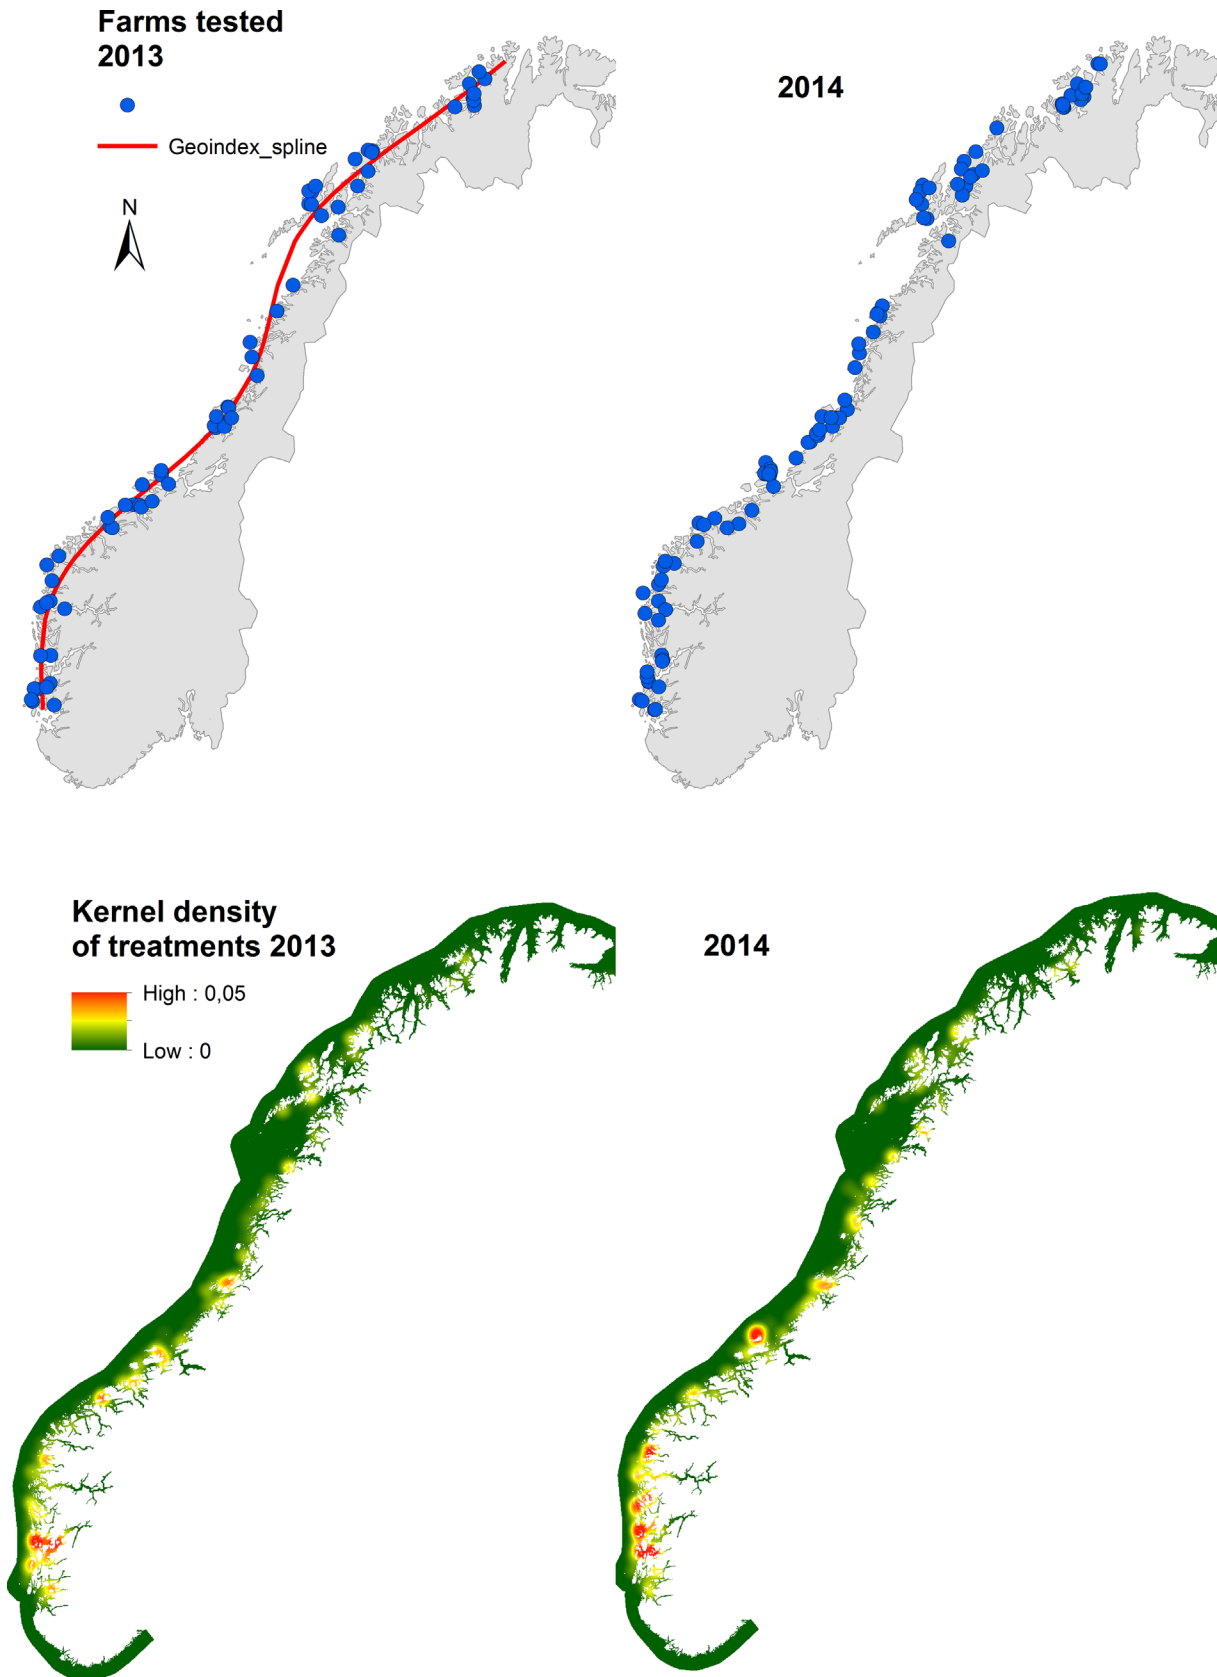 Farms tested
2013
2014
Geoindex_spline
N
Kernel density
of treatments 2013
2014
High : 0,05
Low : 0